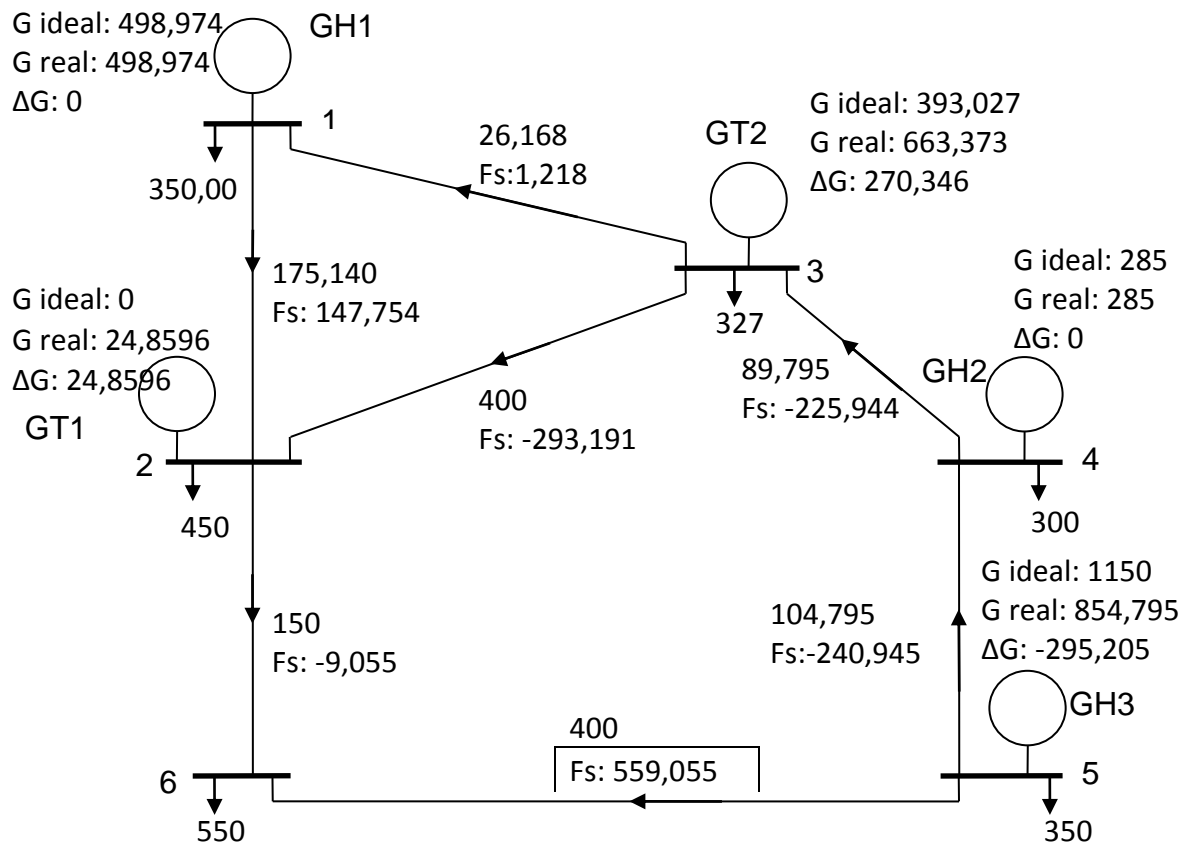 G ideal: 498,974
G real: 498,974
ΔG: 0
GH1
1
350,00
26,168
Fs:1,218
GT2
G ideal: 393,027
G real: 663,373
ΔG: 270,346
3
327
175,140
Fs: 147,754
G ideal: 0
G real: 24,8596
ΔG: 24,8596
GT1
2
450
400
Fs: -293,191
89,795
Fs: -225,944
G ideal: 285
G real: 285
ΔG: 0
GH2
4
300
150
Fs: -9,055
104,795
Fs:-240,945
G ideal: 1150
G real: 854,795
ΔG: -295,205
GH3
5
350
400
Fs: 559,055
6
550